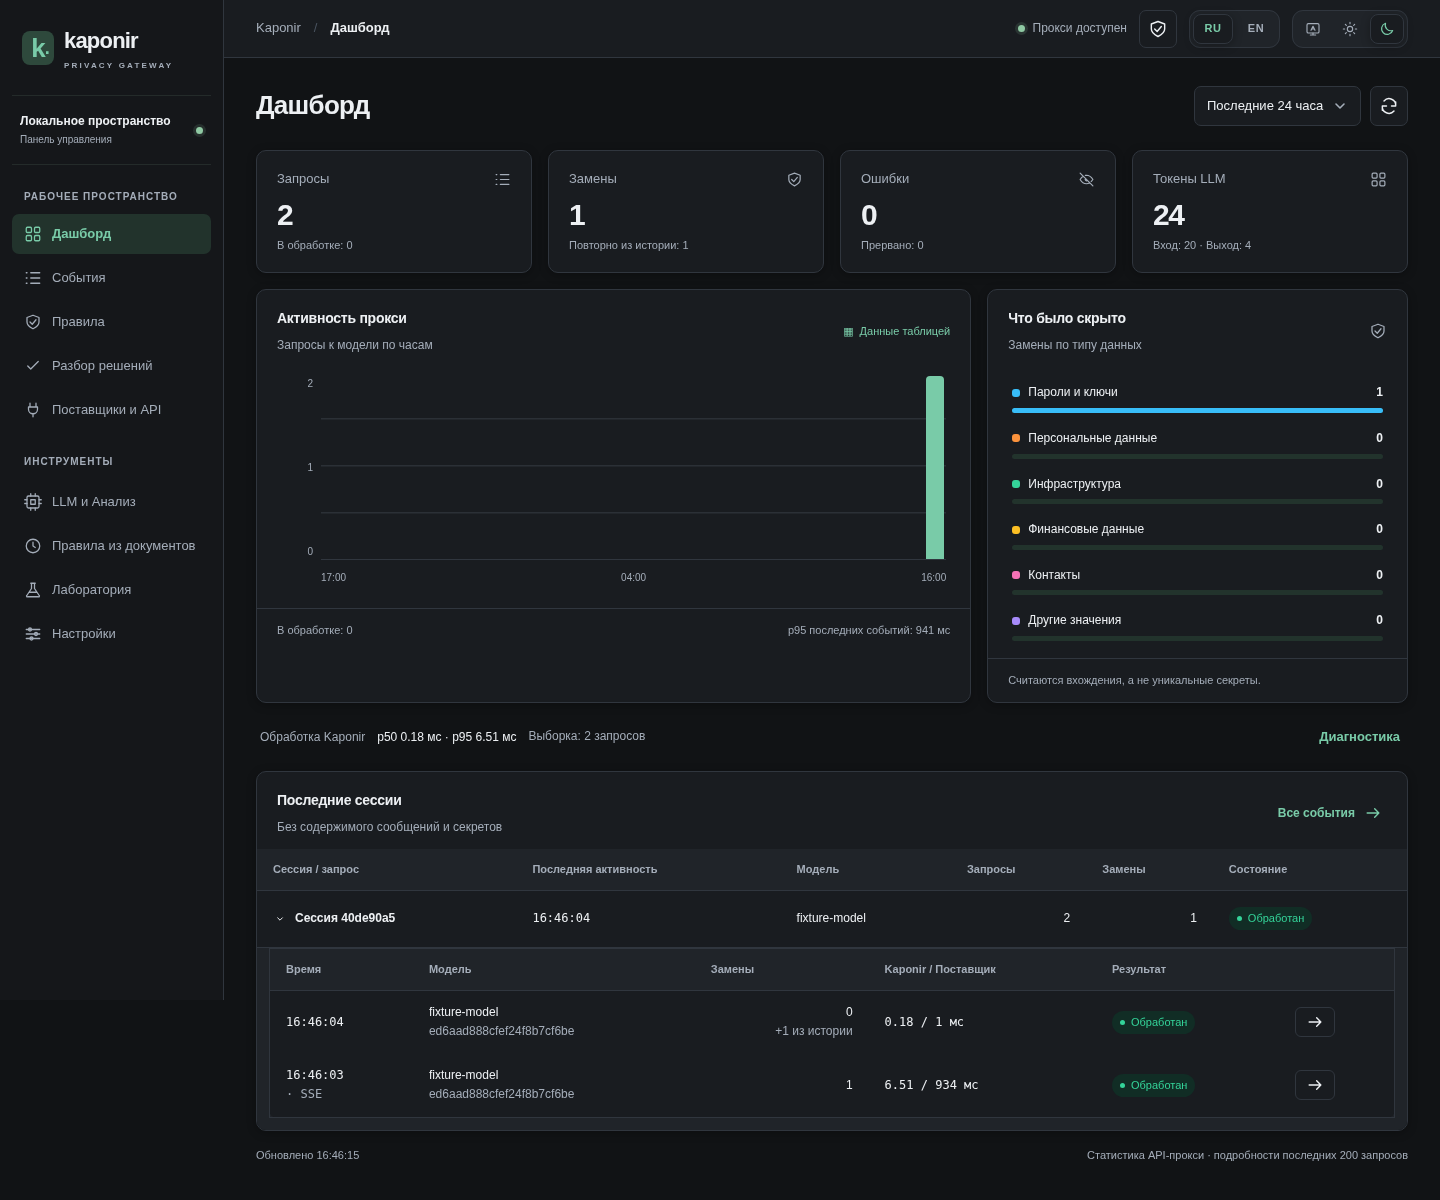 kaponir
PRIVACY GATEWAY
Локальное пространство
Панель управления
РАБОЧЕЕ ПРОСТРАНСТВО
Дашборд
События
Правила
Разбор решений
Поставщики и API
ИНСТРУМЕНТЫ
LLM и Анализ
Правила из документов
Лаборатория
Настройки
Kaponir / Дашборд
Прокси доступен
RU EN
Дашборд
Последние 24 часа
Запросы
2
В обработке: 0
Замены
1
Повторно из истории: 1
Ошибки
0
Прервано: 0
Токены LLM
24
Вход: 20 · Выход: 4
Активность прокси
Запросы к модели по часам
Данные таблицей
2
1
0
17:00 04:00 16:00
В обработке: 0 p95 последних событий: 941 мс
Что было скрыто
Замены по типу данных
Пароли и ключи 1
Персональные данные 0
Инфраструктура 0
Финансовые данные 0
Контакты 0
Другие значения 0
Считаются вхождения, а не уникальные секреты.
Обработка Kaponir p50 0.18 мс · p95 6.51 мс Выборка: 2 запросов Диагностика
Последние сессии
Без содержимого сообщений и секретов
Все события
Сессия / запрос Последняя активность Модель Запросы Замены Состояние
Сессия 40de90a5 16:46:04 fixture-model 2 1 Обработан
Время Модель Замены Kaponir / Поставщик Результат
16:46:04 fixture-model 0 0.18 / 1 мс Обработан
ed6aad888cfef24f8b7cf6be +1 из истории
16:46:03 fixture-model 1 6.51 / 934 мс Обработан
· SSE ed6aad888cfef24f8b7cf6be
Обновлено 16:46:15 Статистика API-прокси · подробности последних 200 запросов